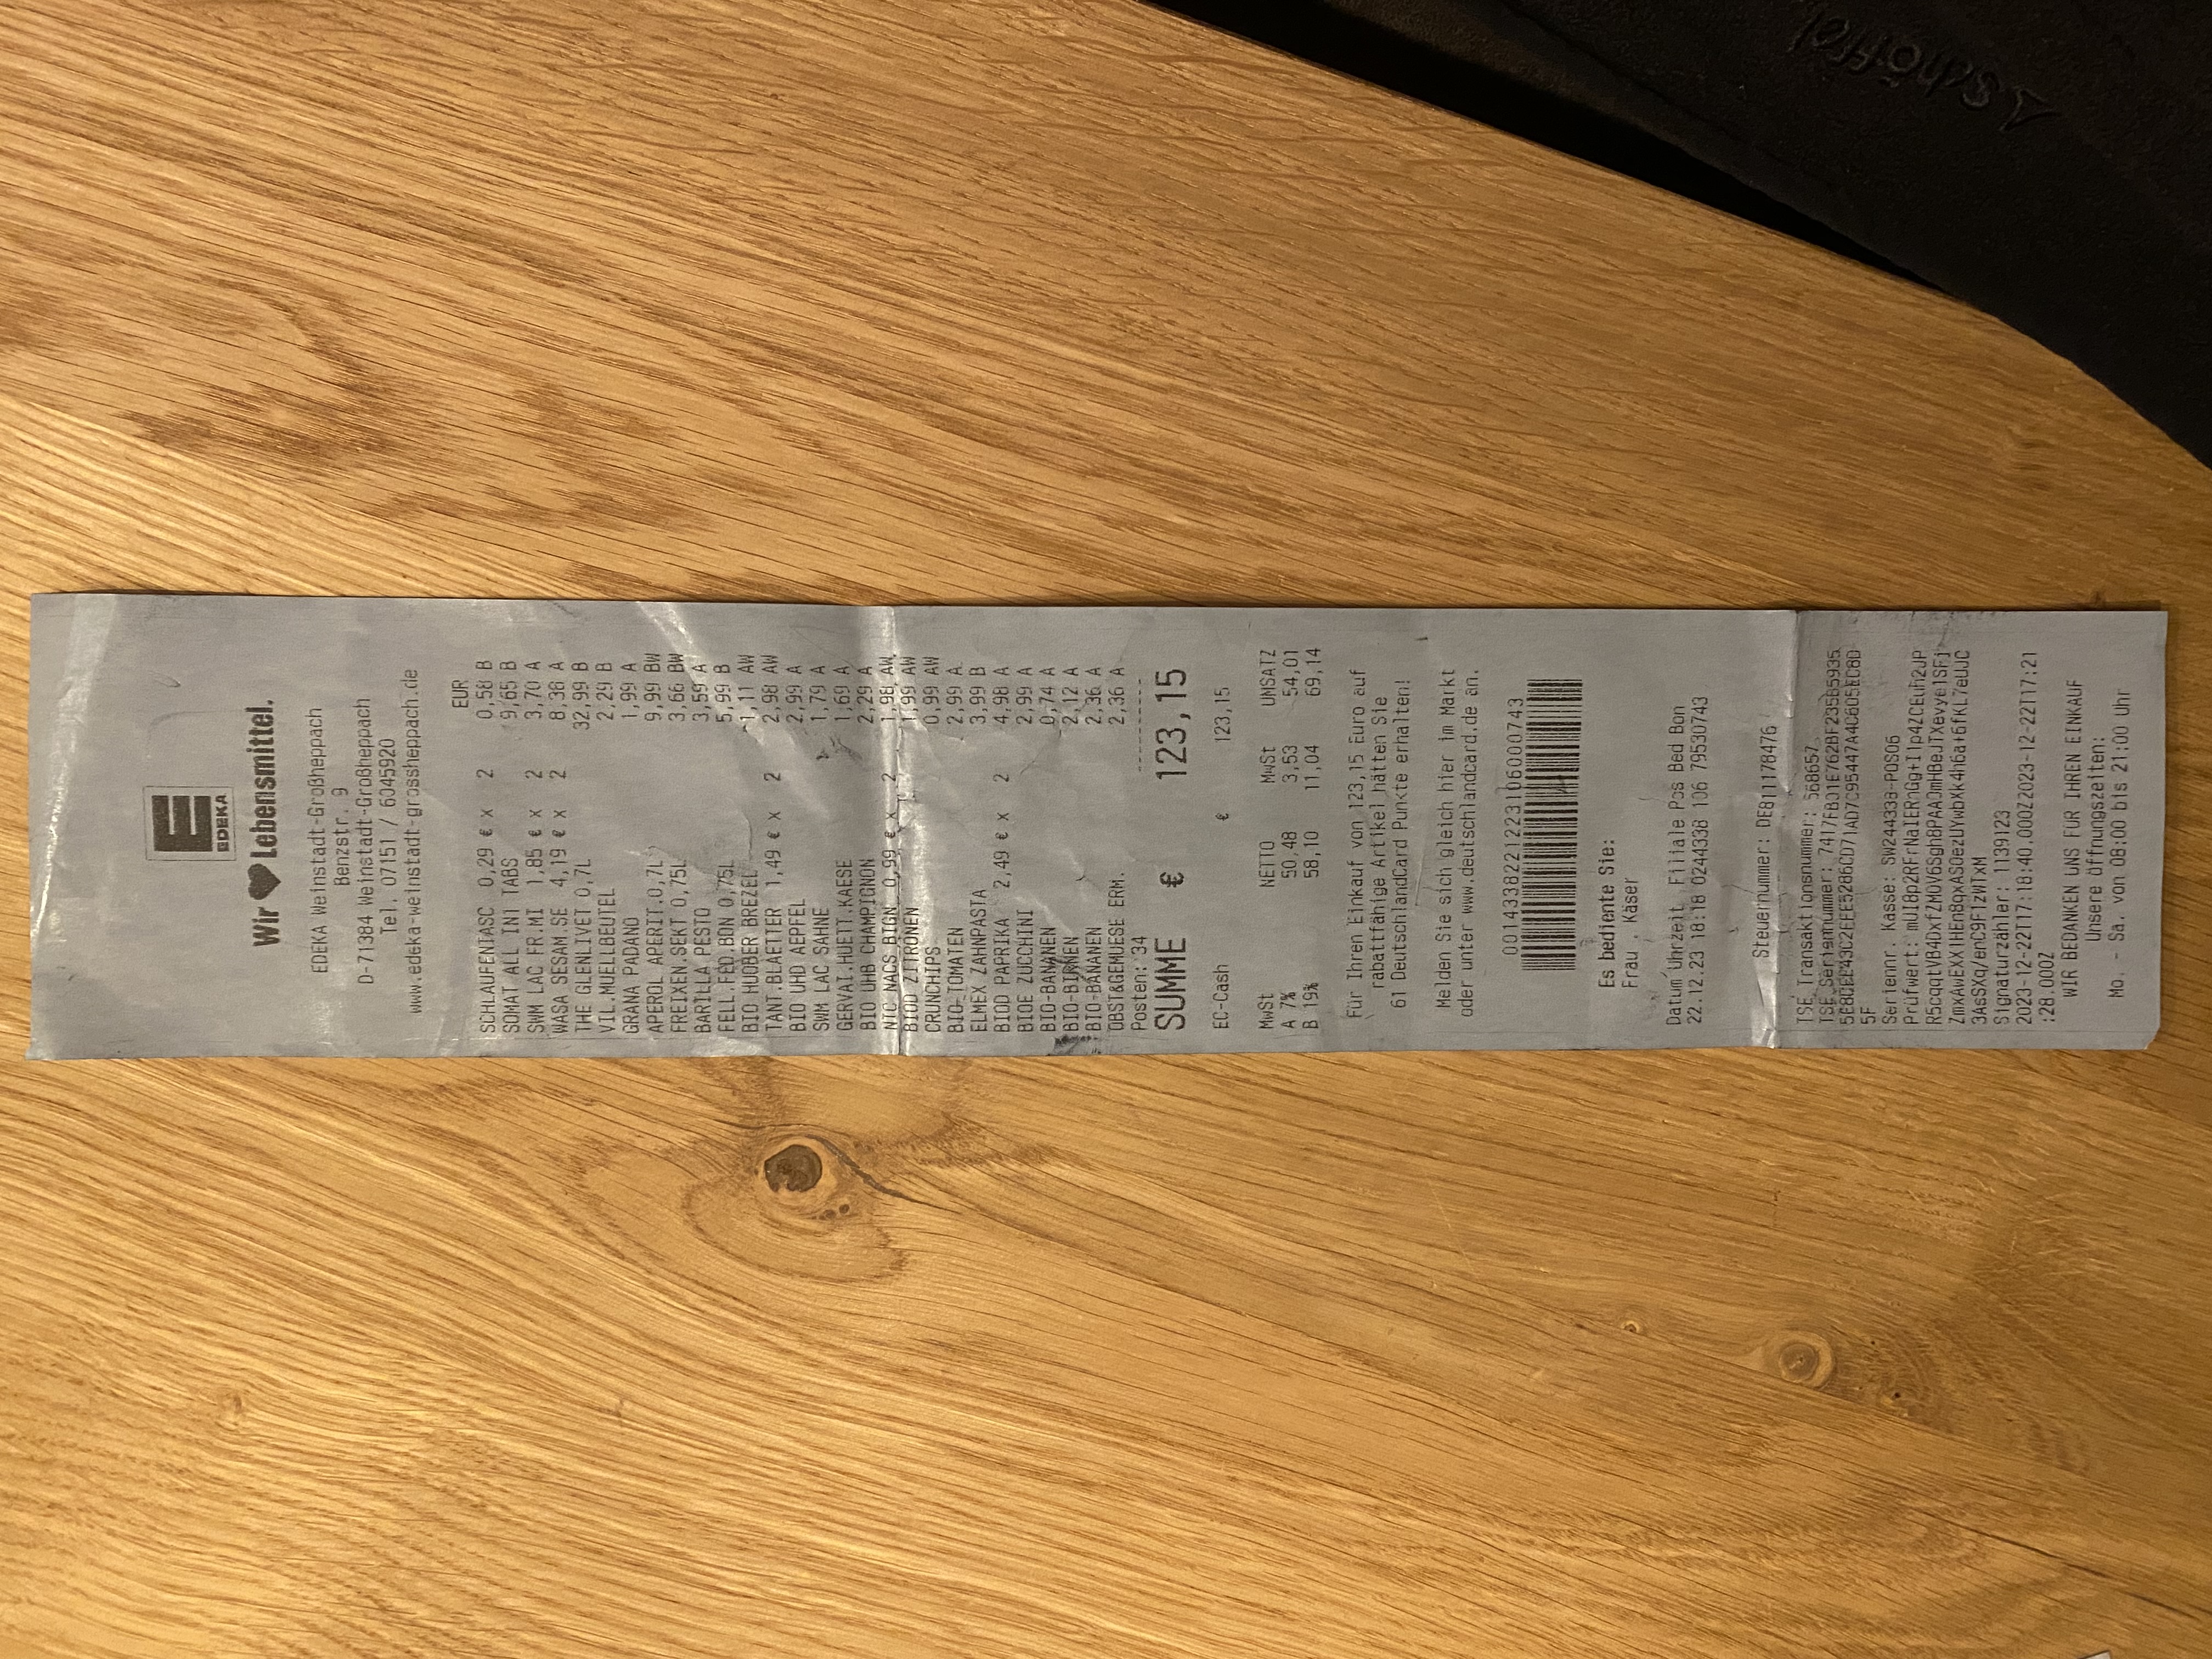 EDEKA
Wir ♥ Lebensmittel.
EDEKA Weinstadt-Großheppach
Benzstr. 9
D-71384 Weinstadt-Großheppach
Tel. 07151 / 6045920
www.edeka-weinstadt-grossheppach.de
EUR
SCHLAUFENTASC 0,29 € x 2 0,58 B
SOMAT ALL IN1 TABS 9,65 B
SWM LAC FR.MI 1,85 € x 2 3,70 A
WASA SESAM.SE 4,19 € x 2 8,38 A
THE GLENLIVET 0,7L 32,99 B
VIL.MUELLBEUTEL 2,29 B
GRANA PADANO 1,99 A
APEROL APERIT.0,7L 9,99 BW
FREIXEN.SEKT 0,75L 3,66 BW
BARILLA PESTO 3,59 A
FELL.FED.BDN 0,75L 5,99 B
BIO HUOBER BREZEL 1,11 AW
TANT.BLAETTER 1,49 € x 2 2,98 AW
BIO UHD AEPFEL 2,99 A
SWM LAC SAHNE 1,79 A
GERVAI.HUETT.KAESE 1,69 A
BIO UHB CHAMPIGNON 2,29 A
NTC NACS BIGN 0,99 € x 2 1,98 AW
BIOD ZITRONEN 1,99 AW
CRUNCHIPS 0,99 AW
BIO-TOMATEN 2,99 A
ELMEX ZAHNPASTA 3,99 B
BIOD PAPRIKA 2,49 € x 2 4,98 A
BIOE ZUCCHINI 2,99 A
BIO-BANANEN 0,74 A
BIO-BIRNEN 2,12 A
BIO-BANANEN 2,36 A
OBST&GEMUESE ERM. 2,36 A
Posten: 34 ----------
SUMME € 123,15
EC-Cash € 123,15
MwSt NETTO MwSt UMSATZ
A 7% 50,48 3,53 54,01
B 19% 58,10 11,04 69,14
Für Ihren Einkauf von 123,15 Euro auf
rabattfähige Artikel hätten Sie
61 DeutschlandCard Punkte erhalten!
Melden Sie sich gleich hier im Markt
oder unter www.deutschlandcard.de an.
0014338221223106000743
Es bediente Sie:
Frau . Käser
Datum Uhrzeit Filiale Pos Bed Bon
22.12.23 18:18 0244338 106 79530743
Steuernummer: DE811178476
TSE Transaktionsnummer: 568657
TSE Seriennummer:
5F
Seriennr. Kasse: SW244338-POS06
Prüfwert:
3AsSXq/enC9F1zWTxM
Signaturzähler: 1139123
2023-12-22T17:18:40.000Z2023-12-22T17:21
:28.000Z
WIR BEDANKEN UNS FÜR IHREN EINKAUF
Unsere Öffnungszeiten:
Mo. - Sa. von 08:00 bis 21:00 Uhr
Schöffel